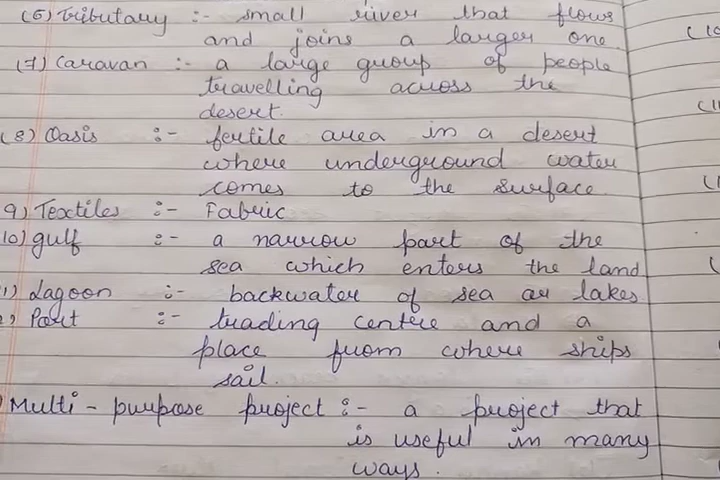 (6) Tributary :- small river that flows
and joins a larger one.
(7) Caravan :- a large group of people
travelling across the
desert.
(8) Oasis :- fertile area in a desert
where underground water
comes to the surface
9) Textiles :- Fabric
10) gulf :- a narrow part of the
sea which enters the land
1) Lagoon :- backwater of sea or lakes
2) Port :- trading centre and a
place from where ships
sail.
) Multi-purpose project :- a project that
is useful in many
ways.